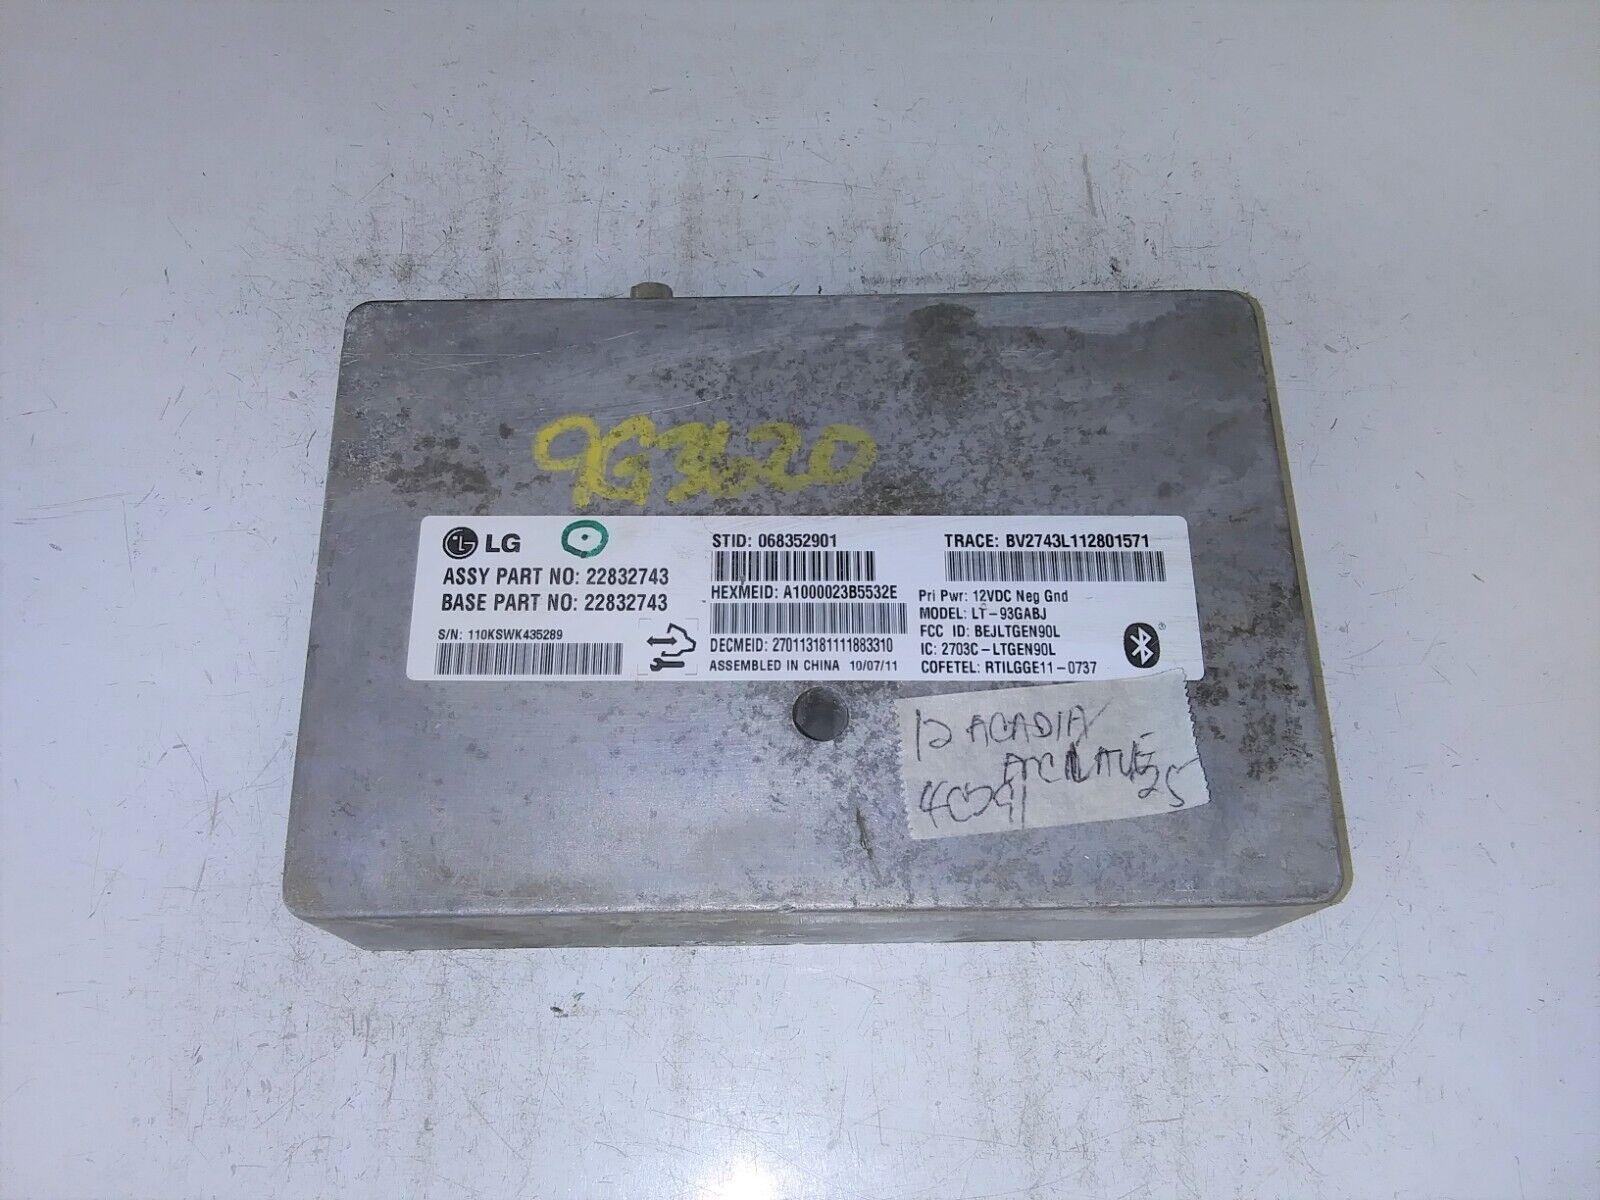 9G3620
LG
ASSY PART NO: 22832743
BASE PART NO: 22832743
S/N: 110KSWK435289
STID: 068352901
HEXMEID: A1000023B5532E
DECMEID: 270113181111883310
ASSEMBLED IN CHINA 10/07/11
TRACE: BV2743L112801571
Pri Pwr: 12VDC Neg Gnd
MODEL: LT-93GABJ
FCC ID: BEJLTGEN90L
IC: 2703C-LTGEN90L
COFETEL: RTILGGE11-0737
12 ACADIA
25